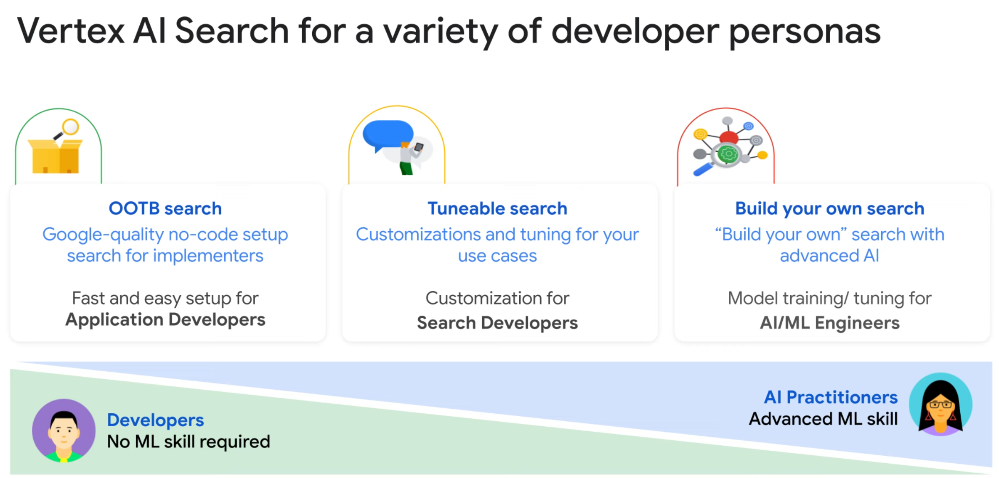 Vertex AI Search for a variety of developer personas
OOTB search
Google-quality no-code setup
search for implementers
Fast and easy setup for
Application Developers
Tuneable search
Customizations and tuning for your
use cases
Customization for
Search Developers
Build your own search
“Build your own” search with
advanced AI
Model training/ tuning for
AI/ML Engineers
Developers
No ML skill required
AI Practitioners
Advanced ML skill